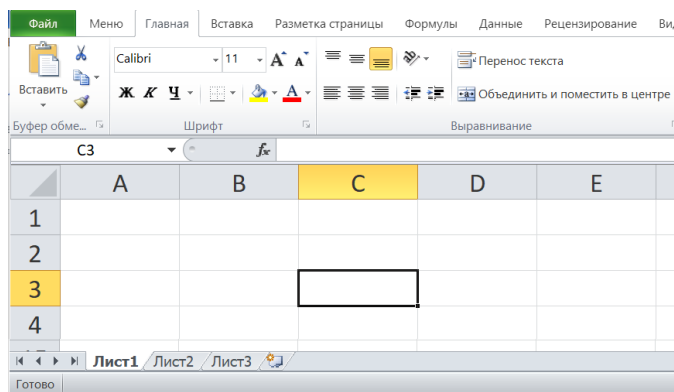 Файл Меню Главная Вставка Разметка страницы Формулы Данные Рецензирование
Calibri 11 Перенос текста
Вставить Ж К Ч Объединить и поместить в центре
Буфер обме... Шрифт Выравнивание
C3 fx
A B C D E
1
2
3
4
Лист1 Лист2 Лист3
Готово